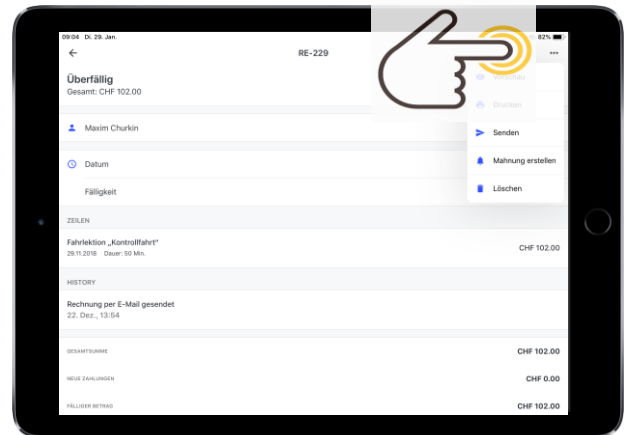 09:04 Di. 29. Jan.
82%
RE-229
Überfällig
Gesamt: CHF 102.00
Vorschau
Drucken
Maxim Churkin
Senden
Datum
Mahnung erstellen
Fälligkeit
Löschen
ZEILEN
Fahrlektion „Kontrollfahrt“
CHF 102.00
29.11.2018 Dauer: 50 Min.
HISTORY
Rechnung per E-Mail gesendet
22. Dez., 13:54
GESAMTSUMME
CHF 102.00
NEUE ZAHLUNGEN
CHF 0.00
FÄLLIGER BETRAG
CHF 102.00